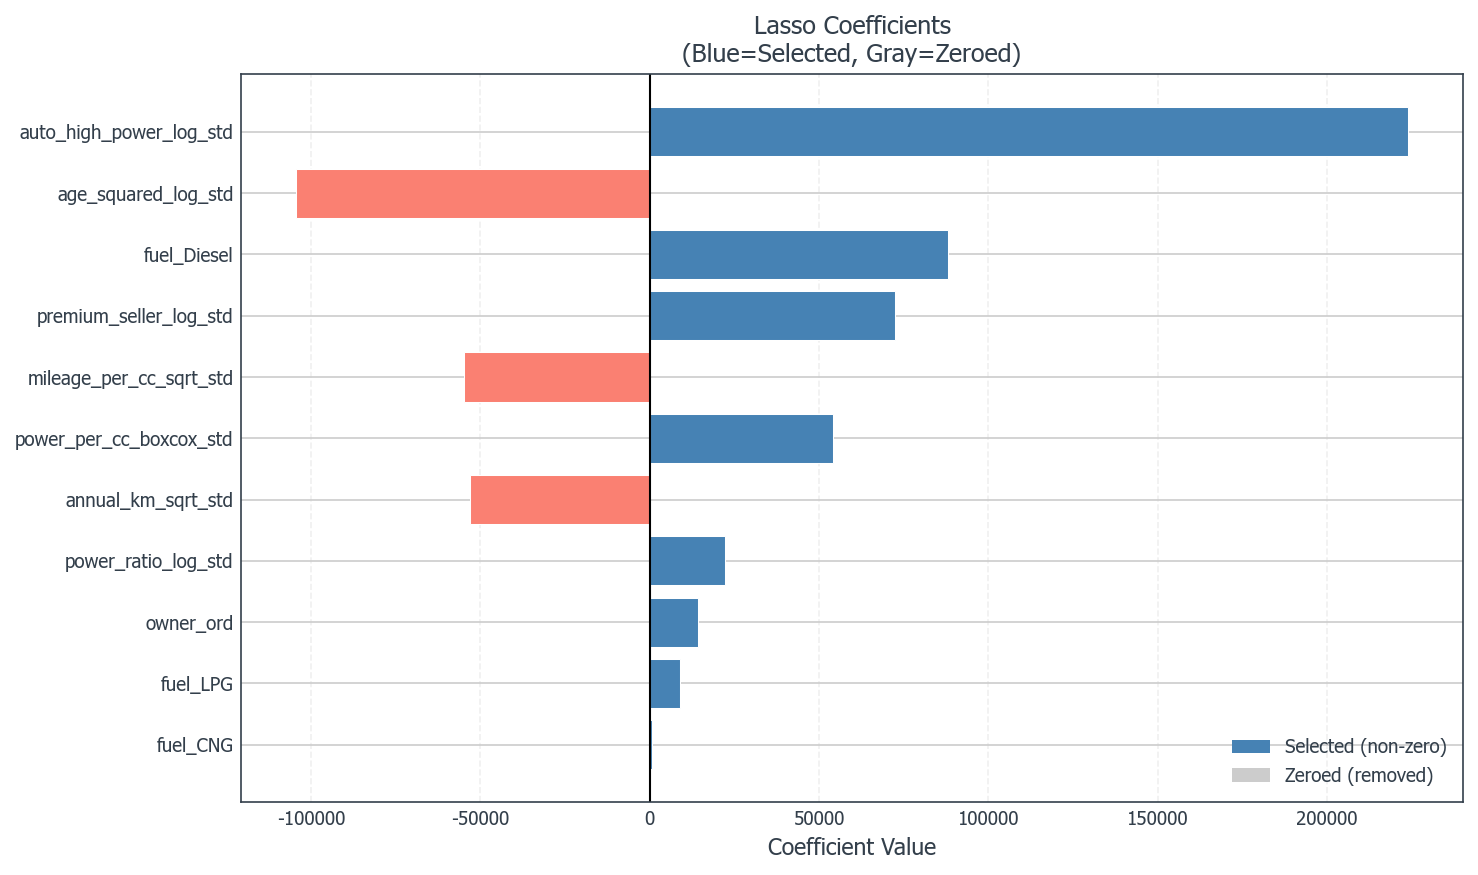 Lasso Coefficients
(Blue=Selected, Gray=Zeroed)
auto_high_power_log_std
age_squared_log_std
fuel_Diesel
premium_seller_log_std
mileage_per_cc_sqrt_std
power_per_cc_boxcox_std
annual_km_sqrt_std
power_ratio_log_std
owner_ord
fuel_LPG
fuel_CNG
Selected (non-zero)
Zeroed (removed)
-100000 -50000 0 50000 100000 150000 200000
Coefficient Value